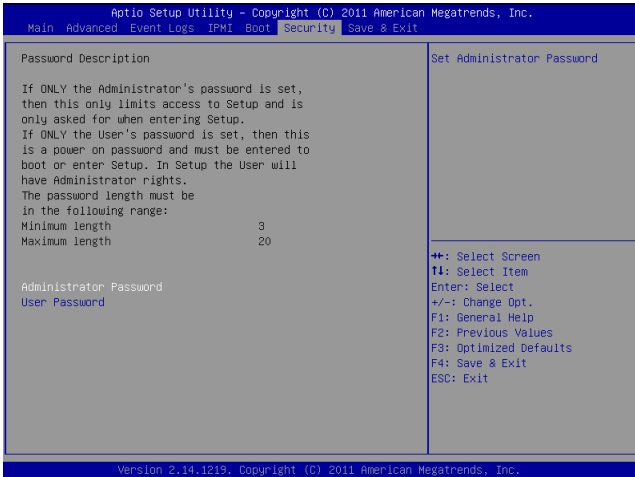 Aptio Setup Utility – Copyright (C) 2011 American Megatrends, Inc.
Main Advanced Event Logs IPMI Boot Security Save & Exit
Password Description
If ONLY the Administrator's password is set,
then this only limits access to Setup and is
only asked for when entering Setup.
If ONLY the User's password is set, then this
is a power on password and must be entered to
boot or enter Setup. In Setup the User will
have Administrator rights.
The password length must be
in the following range:
Minimum length 3
Maximum length 20
Administrator Password
User Password
Set Administrator Password
→←: Select Screen
↑↓: Select Item
Enter: Select
+/-: Change Opt.
F1: General Help
F2: Previous Values
F3: Optimized Defaults
F4: Save & Exit
ESC: Exit
Version 2.14.1219. Copyright (C) 2011 American Megatrends, Inc.